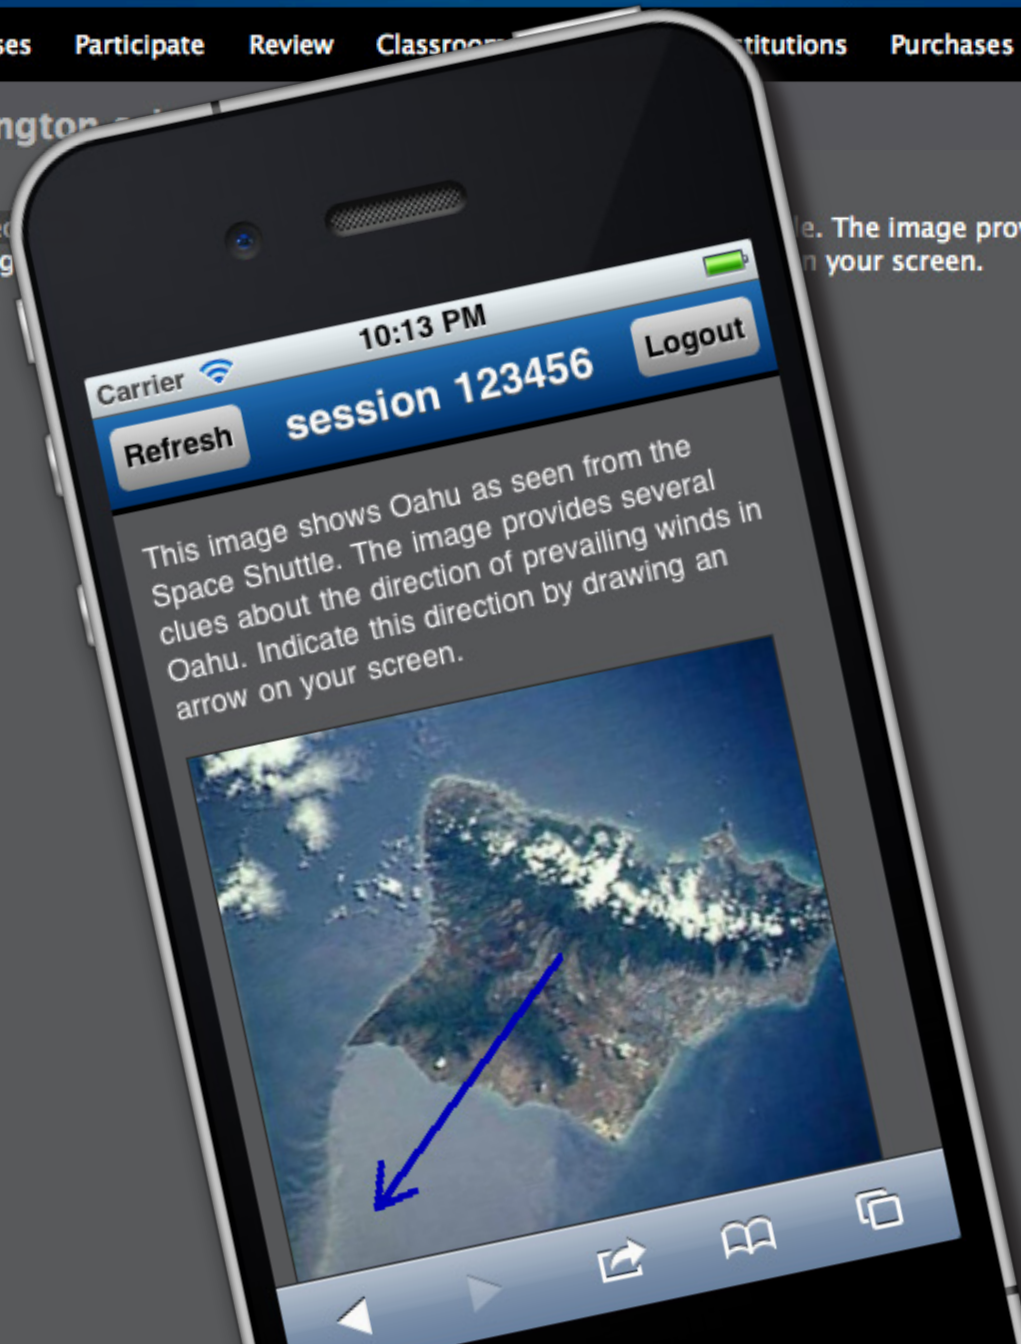 Participate Review Purchases
. The image
your screen.
10:13 PM
Carrier
Refresh session 123456 Logout
This image shows Oahu as seen from the
Space Shuttle. The image provides several
clues about the direction of prevailing winds in
Oahu. Indicate this direction by drawing an
arrow on your screen.